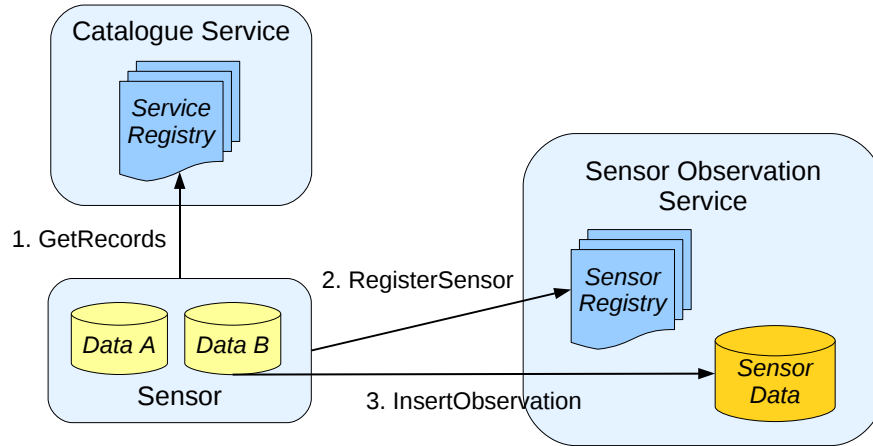 Catalogue Service
Service
Registry
1. GetRecords
Data A
Data B
Sensor
2. RegisterSensor
Sensor Observation
Service
Sensor
Registry
Sensor
Data
3. InsertObservation